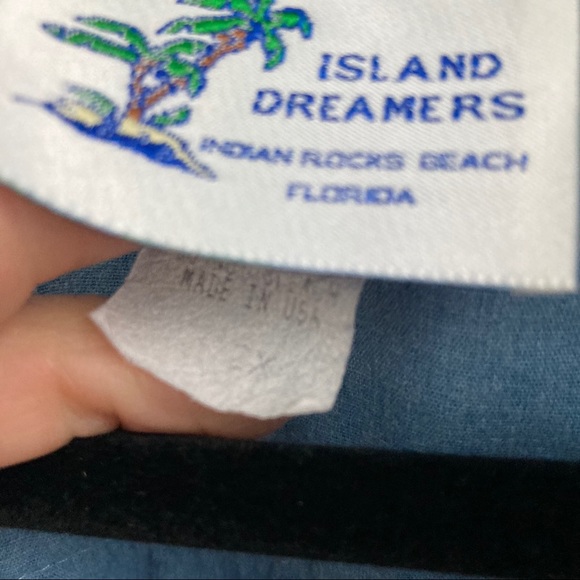 ISLAND
DREAMERS
INDIAN ROCKS BEACH
FLORIDA
MADE IN USA